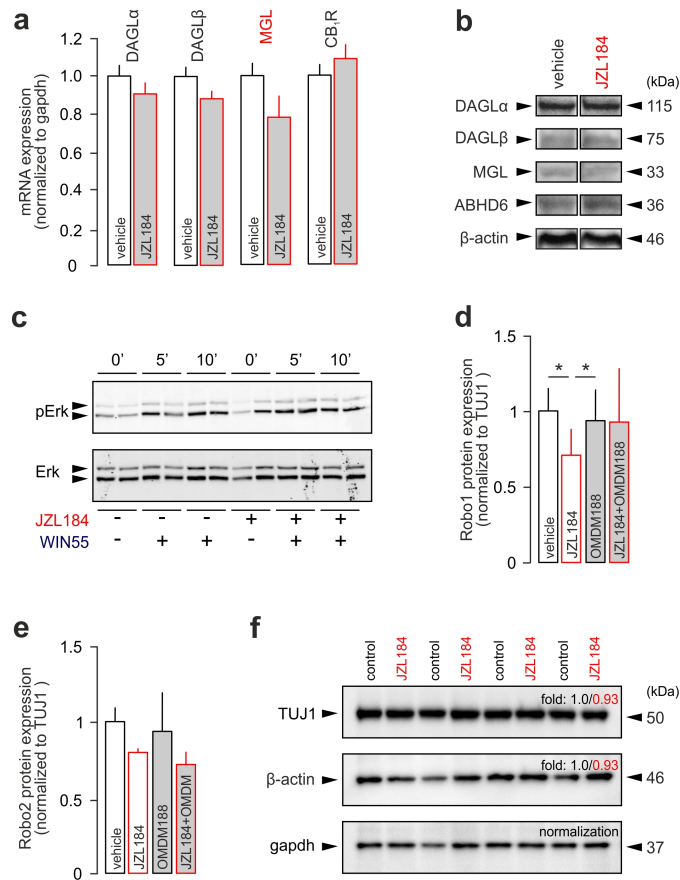 a
mRNA expression
(normalized to gapdh)
1.2
1.0
0.8
0.6
0.4
0.2
0
DAGLα
DAGLβ
MGL
CB₁R
vehicle
JZL184
vehicle
JZL184
vehicle
JZL184
vehicle
JZL184
b
vehicle
JZL184
(kDa)
DAGLα 115
DAGLβ 75
MGL 33
ABHD6 36
β-actin 46
c
0’ 5’ 10’ 0’ 5’ 10’
pErk
Erk
JZL184 - - - + + +
WIN55 - + + - + +
d
Robo1 protein expression
(normalized to TUJ1 )
1.5
1
0.5
0
* *
vehicle
JZL184
OMDM188
JZL184+OMDM188
e
Robo2 protein expression
(normalized to TUJ1 )
1.5
1
0.5
0
vehicle
JZL184
OMDM188
JZL184+OMDM
f
control
JZL184
control
JZL184
control
JZL184
control
JZL184
(kDa)
fold: 1.0/0.93
TUJ1 50
fold: 1.0/0.93
β-actin 46
normalization
gapdh 37